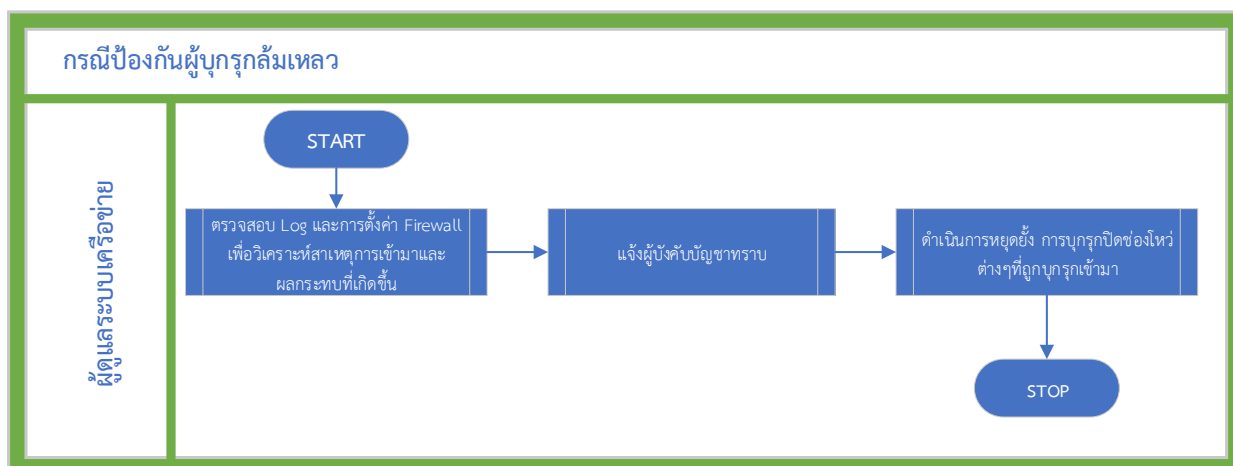 กรณีป้องกันผู้บุกรุกล้มเหลว
ผู้ดูแลระบบเครือข่าย
START
ตรวจสอบ Log และการตั้งค่า Firewall
เพื่อวิเคราะห์สาเหตุการเข้ามาและ
ผลกระทบที่เกิดขึ้น
แจ้งผู้บังคับบัญชาทราบ
ดำเนินการหยุดยั้ง การบุกรุกปิดช่องโหว่
ต่างๆที่ถูกบุกรุกเข้ามา
STOP